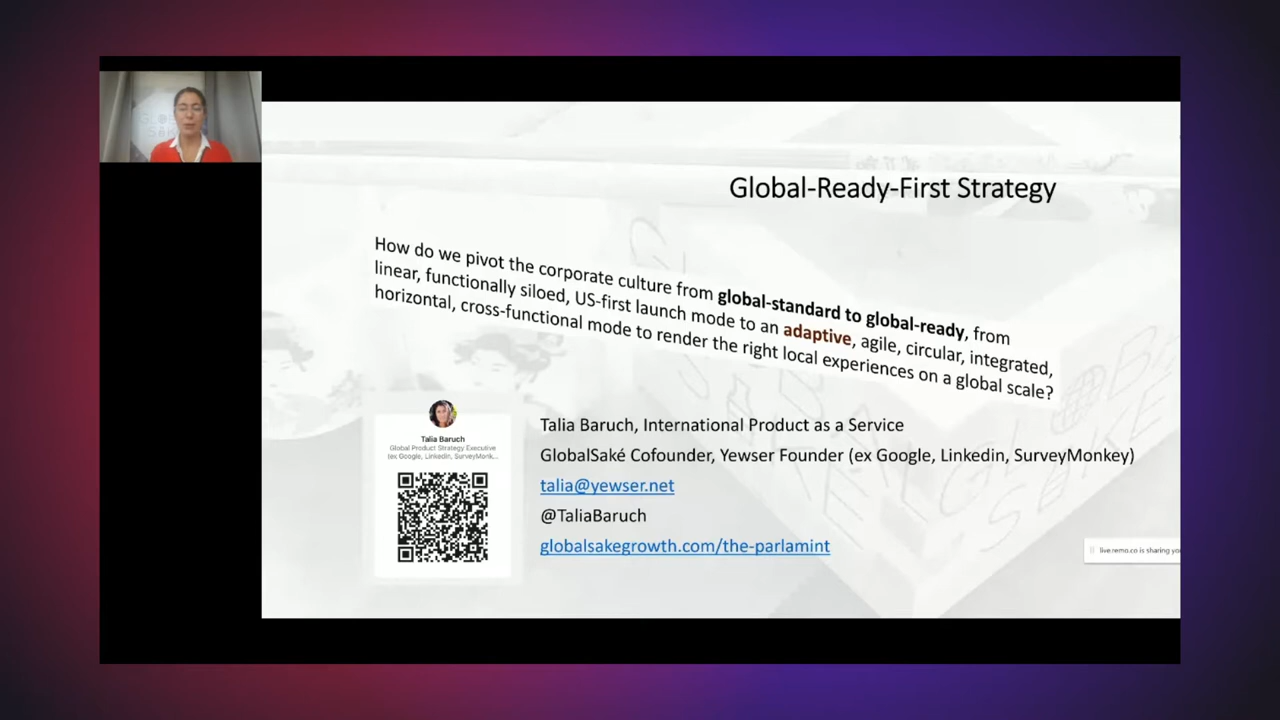 Global-Ready-First Strategy
How do we pivot the corporate culture from global-standard to global-ready, from
linear, functionally siloed, US-first launch mode to an adaptive, agile, circular, integrated,
horizontal, cross-functional mode to render the right local experiences on a global scale?
Talia Baruch
Global Product Strategy Executive
(ex Google, Linkedin, SurveyMonk...
Talia Baruch, International Product as a Service
GlobalSaké Cofounder, Yewser Founder (ex Google, Linkedin, SurveyMonkey)
talia@yewser.net
@TaliaBaruch
globalsakegrowth.com/the-parlamint
live.remo.co is sharing yo